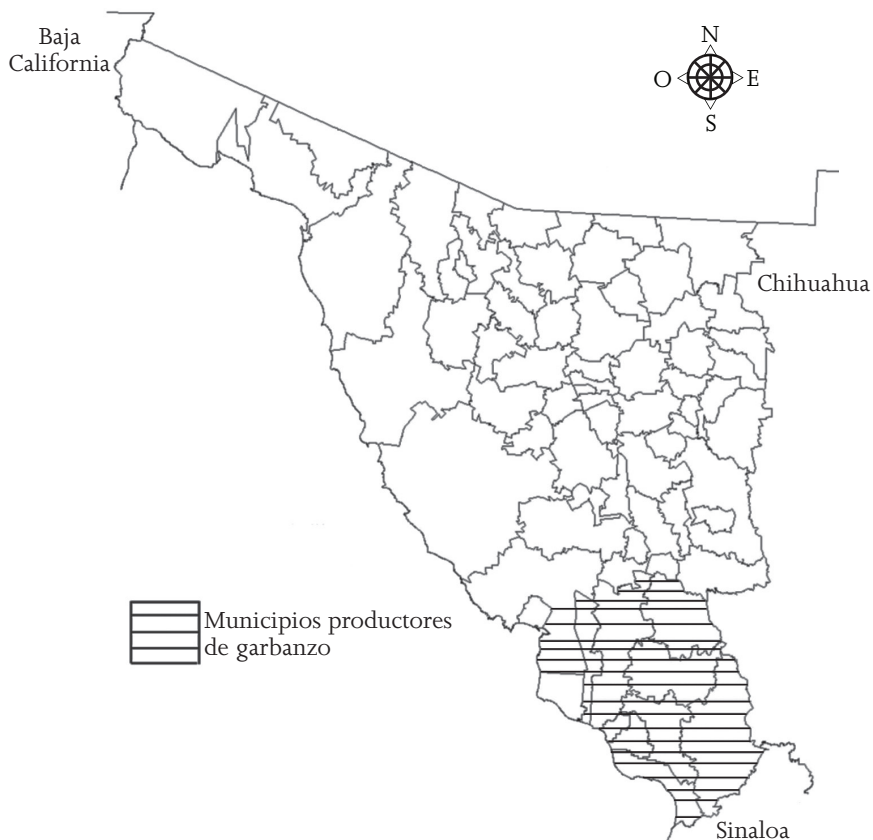 Baja
California
N
O
E
S
Chihuahua
Municipios productores
de garbanzo
Sinaloa